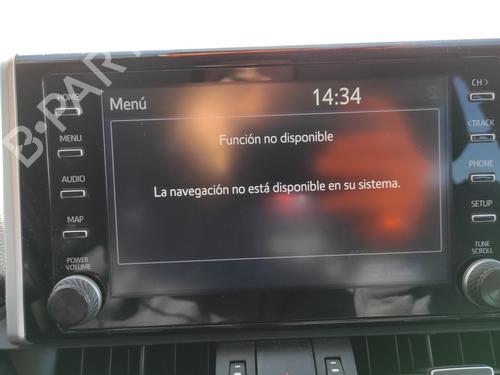 B-PARTS
HOME
MENU
AUDIO
MAP
POWER
VOLUME
Menú
14:34
Función no disponible
La navegación no está disponible en su sistema.
CH >
< TRACK
PHONE
SETUP
TUNE
SCROLL